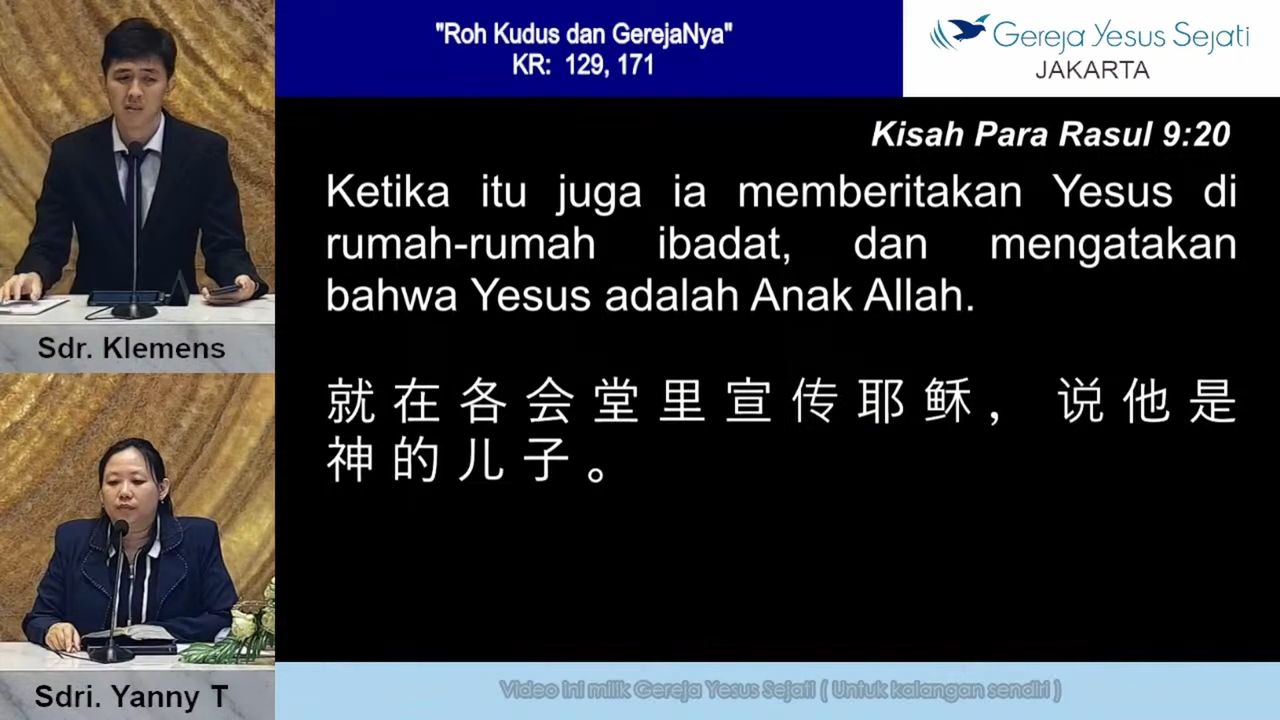 "Roh Kudus dan GerejaNya"
KR: 129, 171
Gereja Yesus Sejati
JAKARTA
Kisah Para Rasul 9:20
Ketika itu juga ia memberitakan Yesus di
rumah-rumah ibadat, dan mengatakan
bahwa Yesus adalah Anak Allah.
就在各会堂里宣传耶稣，说他是
神的儿子。
Sdr. Klemens
Sdri. Yanny T
Video ini milik Gereja Yesus Sejati ( Untuk kalangan sendiri )